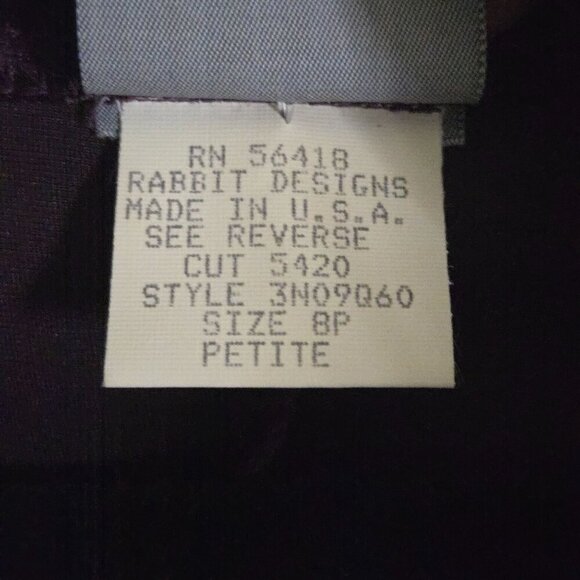 RN 56418
RABBIT DESIGNS
MADE IN U.S.A.
SEE REVERSE
CUT 5420
STYLE 3N09Q60
SIZE 8P
PETITE